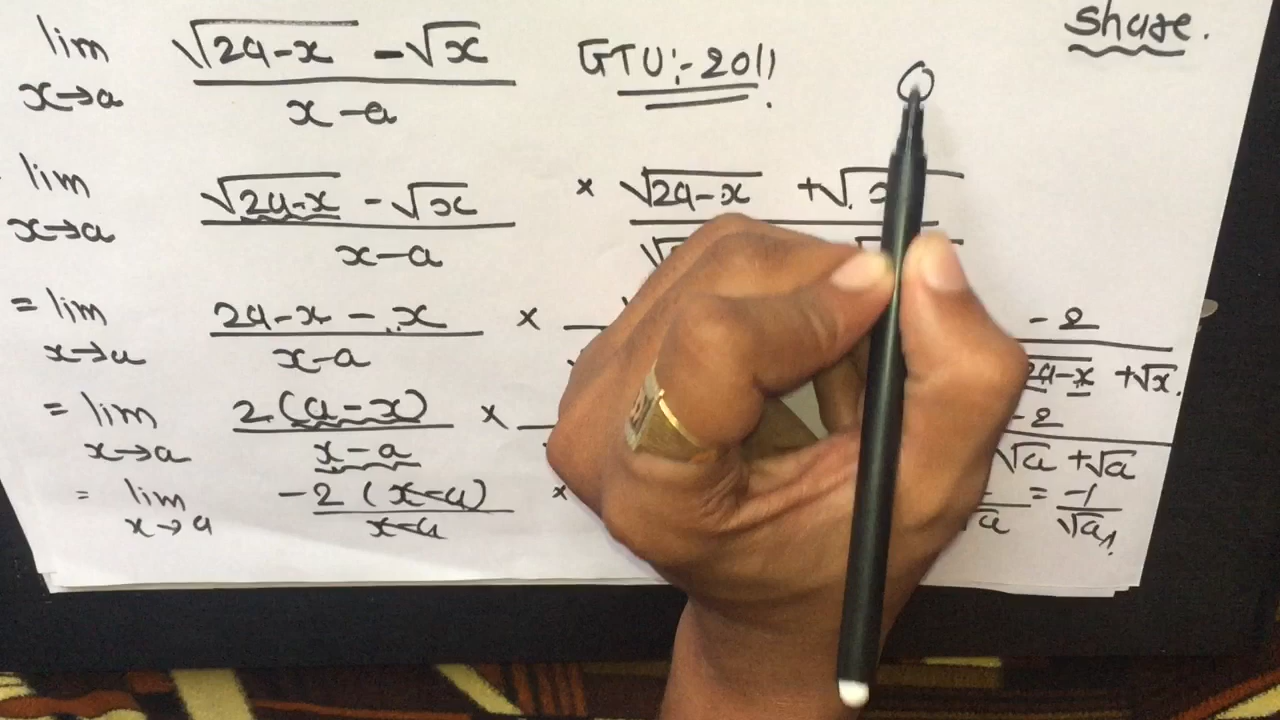 lim x→a √2a-x - √x / x-a GTU:-2011. Share.
lim x→a √2a-x - √x / x-a × √2a-x + √x
= lim x→a 2a-x-x / x-a × -2 / 2a-x + √x.
= lim x→a 2(a-x) / x-a × -2 / √a + √a
= lim x→a -2(x-a) / x-a × a = -1 / √a